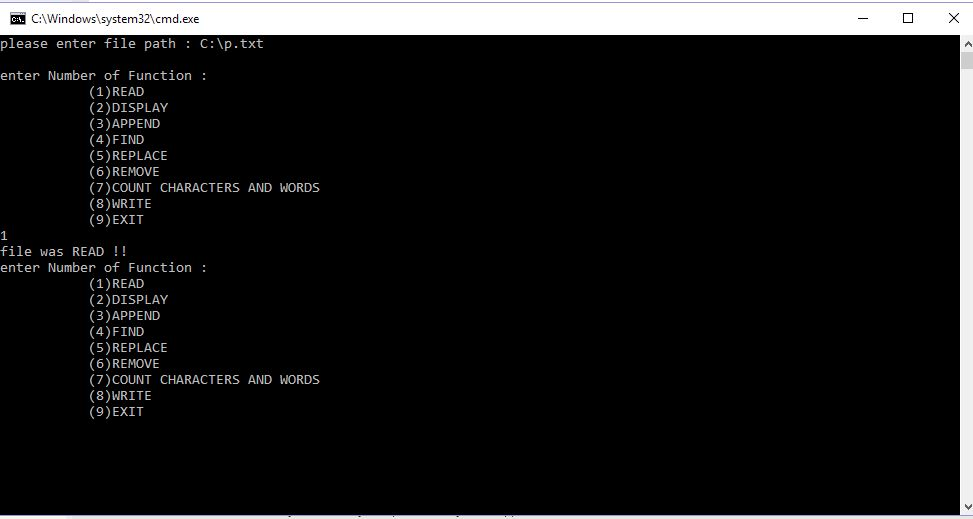 C:\Windows\system32\cmd.exe
please enter file path : C:\p.txt
enter Number of Function :
(1)READ
(2)DISPLAY
(3)APPEND
(4)FIND
(5)REPLACE
(6)REMOVE
(7)COUNT CHARACTERS AND WORDS
(8)WRITE
(9)EXIT
1
file was READ !!
enter Number of Function :
(1)READ
(2)DISPLAY
(3)APPEND
(4)FIND
(5)REPLACE
(6)REMOVE
(7)COUNT CHARACTERS AND WORDS
(8)WRITE
(9)EXIT